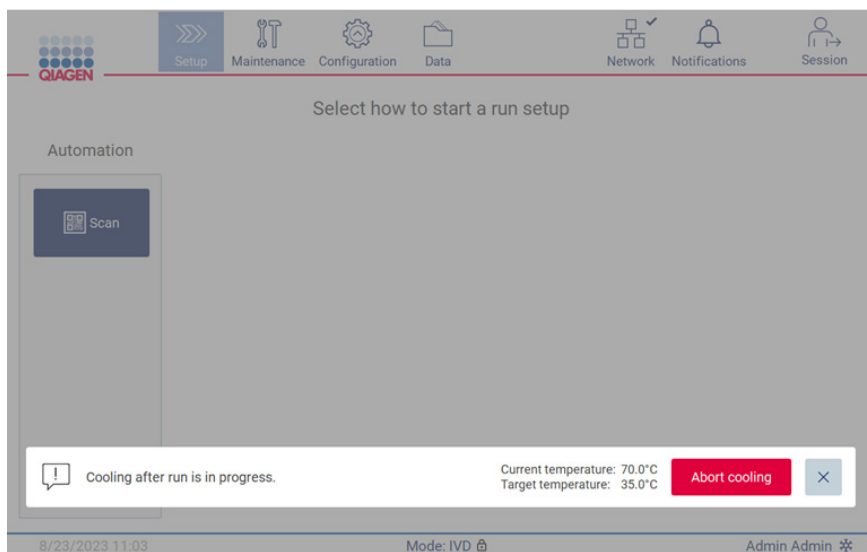 QIAGEN
Setup
Maintenance
Configuration
Data
Network
Notifications
Session
Select how to start a run setup
Automation
Scan
Cooling after run is in progress.
Current temperature: 70.0°C
Target temperature: 35.0°C
Abort cooling
8/23/2023 11:03
Mode: IVD
Admin Admin